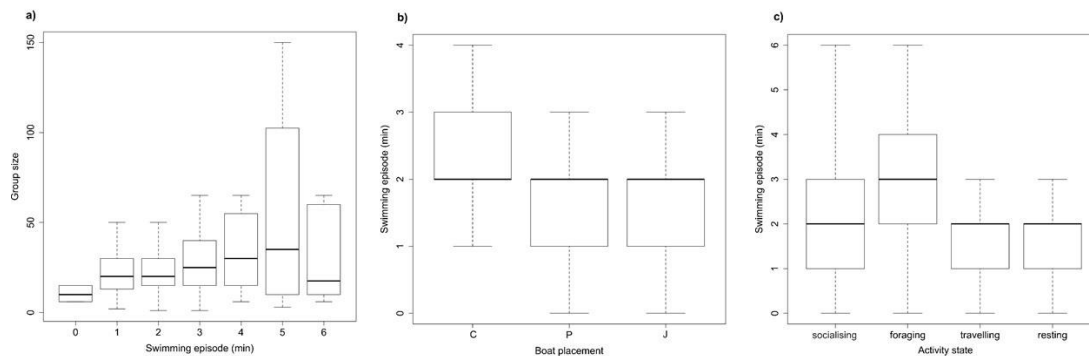 a)
150
100
50
0
Group size
0 1 2 3 4 5 6
Swimming episode (min)
b)
4
3
2
1
0
Swimming episode (min)
C P J
Boat placement
c)
6
5
4
3
2
1
0
Swimming episode (min)
socialising foraging travelling resting
Activity state